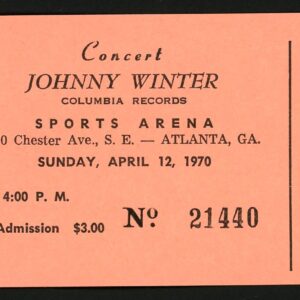 Concert
JOHNNY WINTER
COLUMBIA RECORDS
SPORTS ARENA
0 Chester Ave., S. E. — ATLANTA, GA.
SUNDAY, APRIL 12, 1970
4:00 P. M.
Admission $3.00 Nº 21440